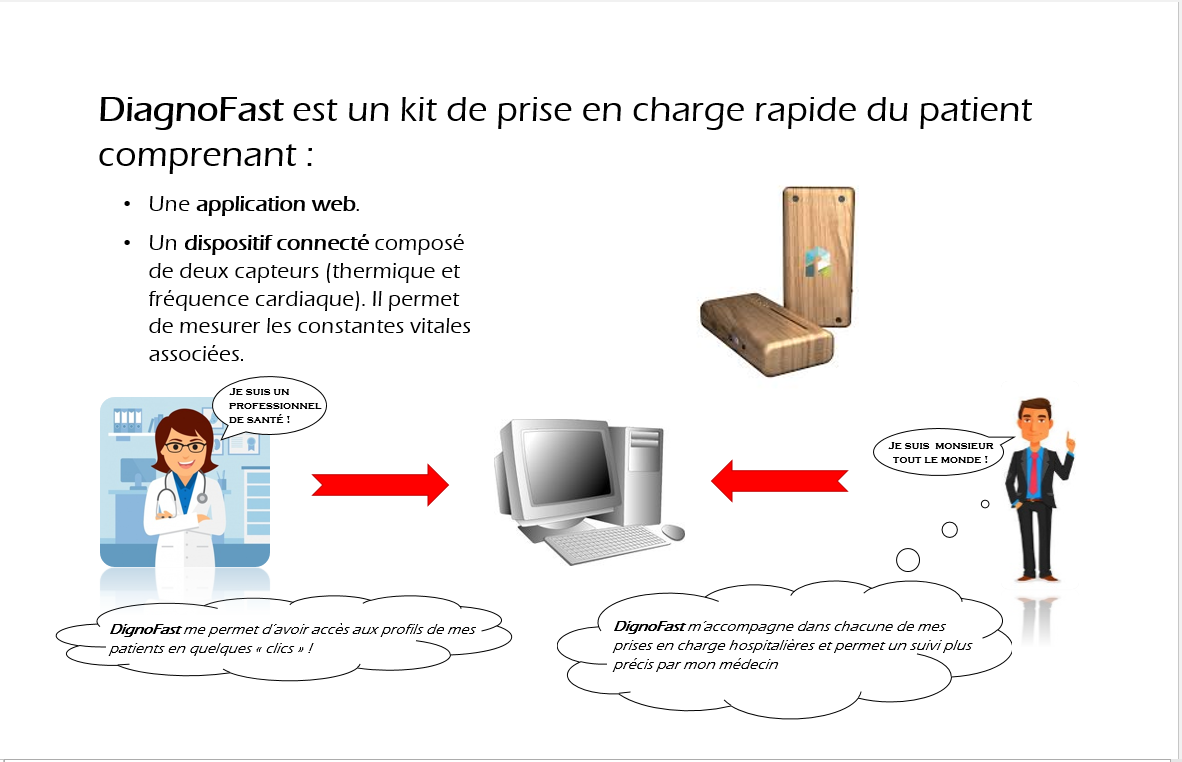 DiagnoFast est un kit de prise en charge rapide du patient
comprenant :
• Une application web.
• Un dispositif connecté composé
de deux capteurs (thermique et
fréquence cardiaque). Il permet
de mesurer les constantes vitales
associées.
Je suis un
professionnel
de santé !
Je suis monsieur
tout le monde !
DignoFast me permet d'avoir accès aux profils de mes
patients en quelques « clics » !
DignoFast m'accompagne dans chacune de mes
prises en charge hospitalières et permet un suivi plus
précis par mon médecin